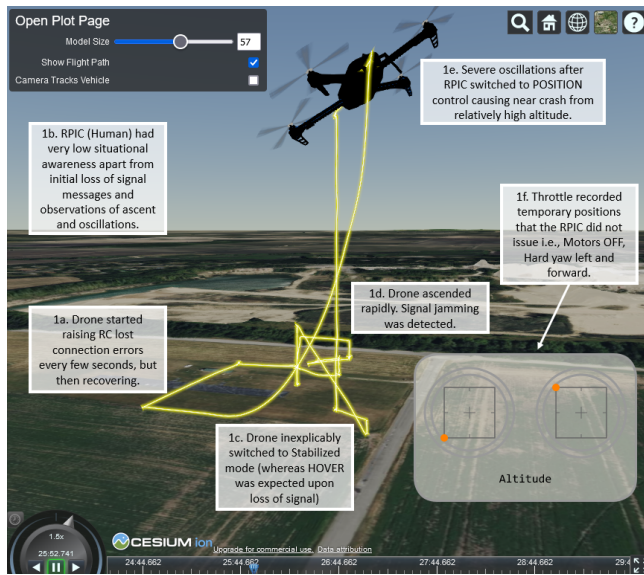 Open Plot Page
Model Size
57
Show Flight Path
Camera Tracks Vehicle
1e. Severe oscillations after
RPIC switched to POSITION
control causing near crash from
relatively high altitude.
1b. RPIC (Human) had
very low situational
awareness apart from
initial loss of signal
messages and
observations of ascent
and oscillations.
1f. Throttle recorded
temporary positions
that the RPIC did not
issue i.e., Motors OFF,
Hard yaw left and
forward.
1a. Drone started
raising RC lost
connection errors
every few seconds, but
then recovering.
1d. Drone ascended
rapidly. Signal jamming
was detected.
1c. Drone inexplicably
switched to Stabilized
mode (whereas HOVER
was expected upon
loss of signal)
Altitude
1.5x
25:52.741
CESIUM ion
Upgrade for commercial use. Data attribution
24:44.662
25:44.662
26:44.662
27:44.662
28:44.662
29:4